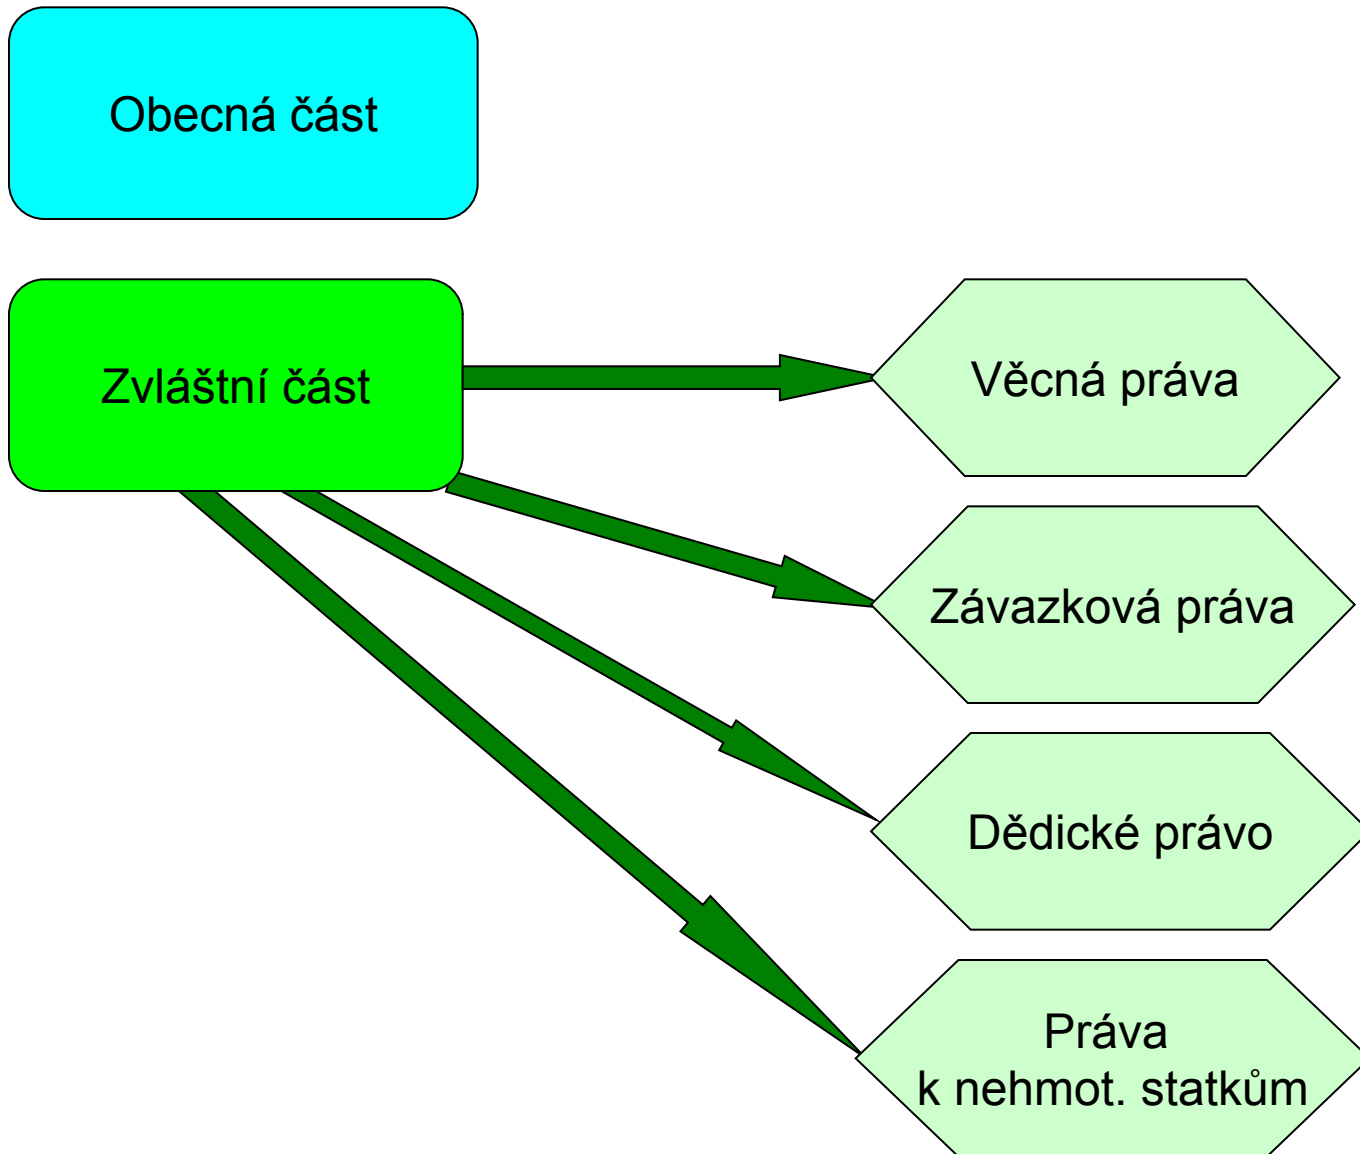 Obecná část
Zvláštní část
Věcná práva
Závazková práva
Dědické právo
Práva
k nehmot. statkům